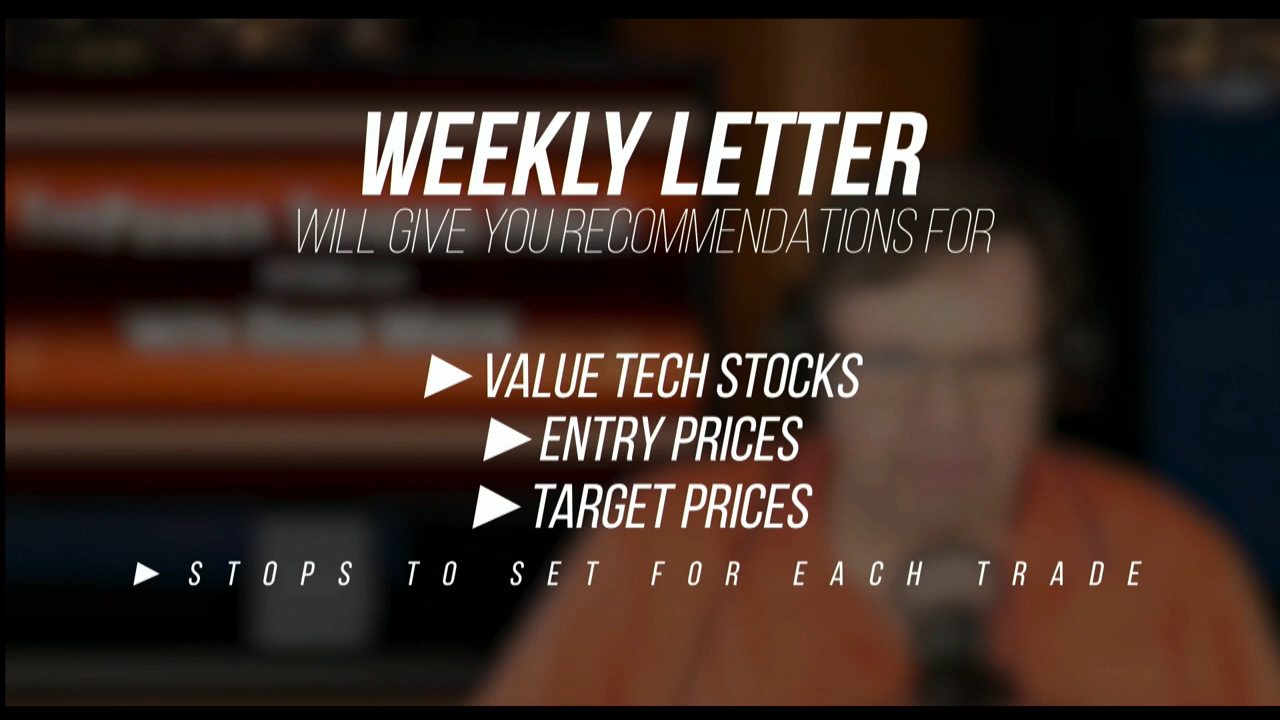 WEEKLY LETTER
WILL GIVE YOU RECOMMENDATIONS FOR
▶ VALUE TECH STOCKS
▶ ENTRY PRICES
▶ TARGET PRICES
▶ STOPS TO SET FOR EACH TRADE